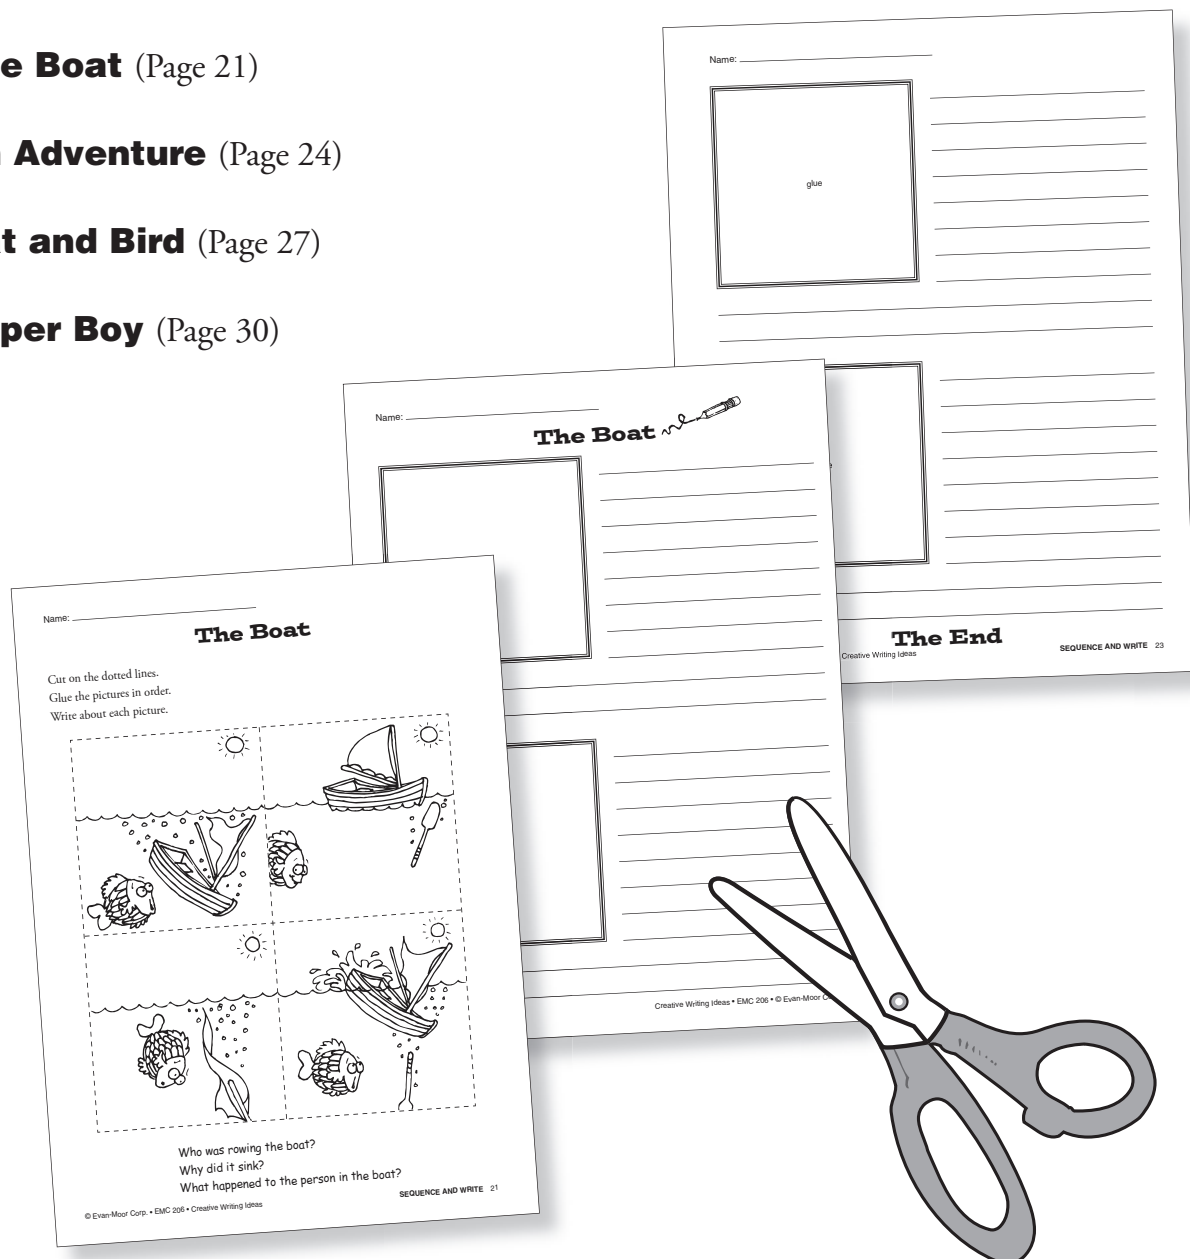 e Boat (Page 21)
Adventure (Page 24)
t and Bird (Page 27)
per Boy (Page 30)
Name:
glue
The End
Creative Writing Ideas
SEQUENCE AND WRITE 23
Name:
The Boat
Creative Writing Ideas • EMC 206 • © Evan-Moor Co
Name:
The Boat
Cut on the dotted lines.
Glue the pictures in order.
Write about each picture.
Who was rowing the boat?
Why did it sink?
What happened to the person in the boat?
SEQUENCE AND WRITE 21
© Evan-Moor Corp. • EMC 206 • Creative Writing Ideas